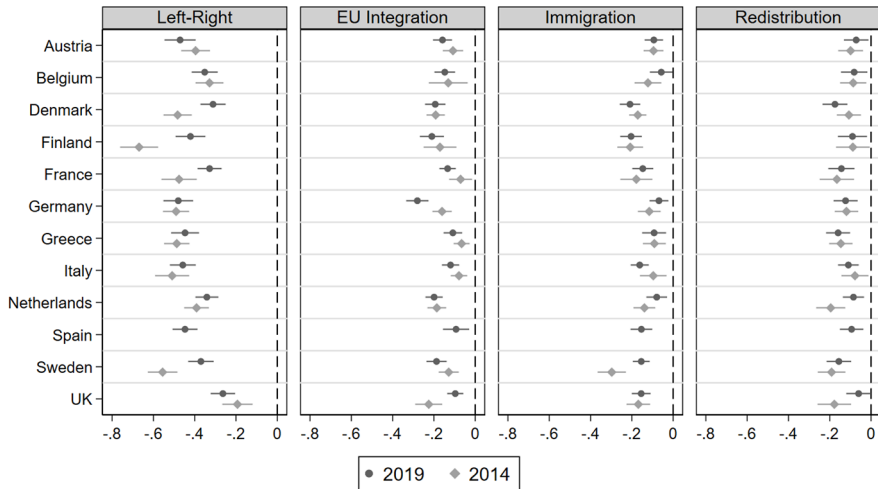 Left-Right EU Integration Immigration Redistribution
Austria
Belgium
Denmark
Finland
France
Germany
Greece
Italy
Netherlands
Spain
Sweden
UK
-.8 -.6 -.4 -.2 0 -.8 -.6 -.4 -.2 0 -.8 -.6 -.4 -.2 0 -.8 -.6 -.4 -.2 0
2019 2014